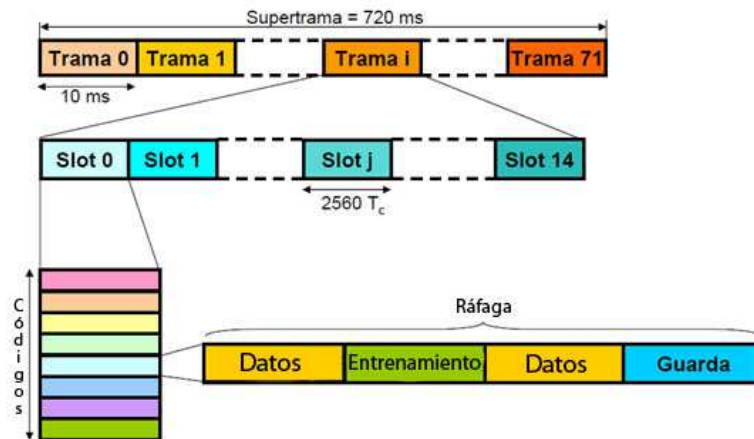 Supertrama = 720 ms
Trama 0 Trama 1 Trama i Trama 71
10 ms
Slot 0 Slot 1 Slot j Slot 14
2560 Tc
Códigos
Ráfaga
Datos Entrenamiento Datos Guarda